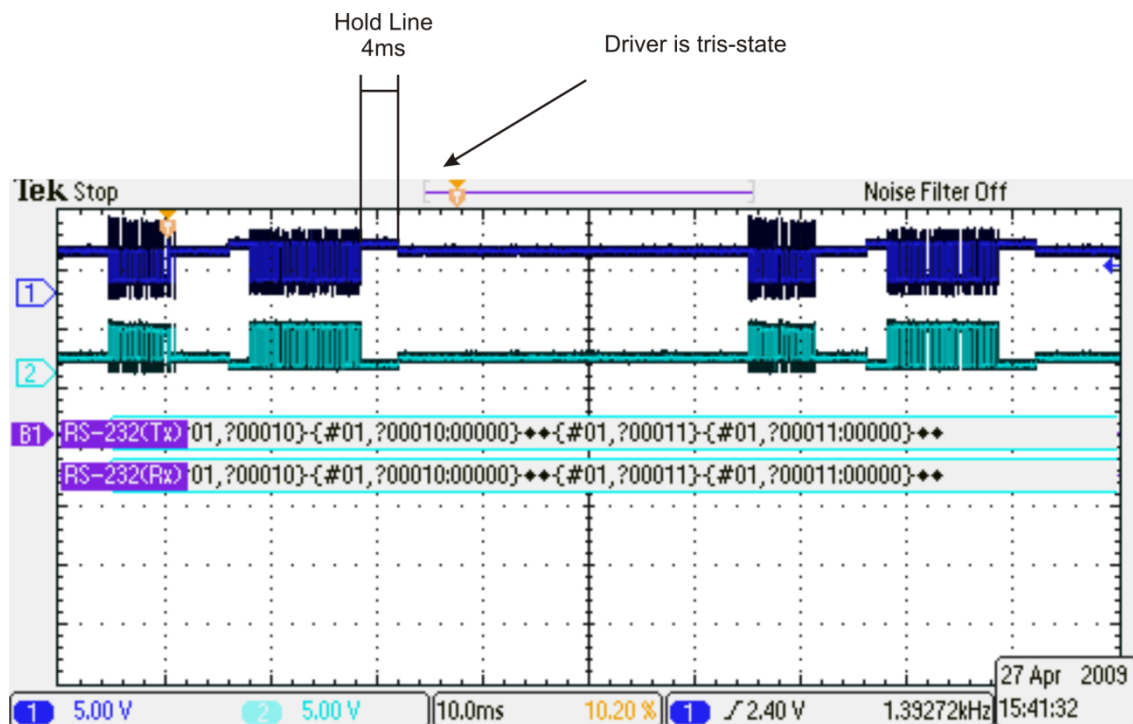 Hold Line
4ms
Driver is tris-state
Tek Stop
Noise Filter Off
T
T
1
2
B1 RS-232(Tx) 01,?00010}-{#01,?00010:00000}-◆◆{#01,?00011}-{#01,?00011:00000}-◆◆
RS-232(Rx) 01,?00010}-{#01,?00010:00000}-◆◆{#01,?00011}-{#01,?00011:00000}-◆◆
27 Apr 2009
15:41:32
1 5.00 V
2 5.00 V
10.0ms
10.20 %
1 ∫ 2.40 V
1.39272kHz